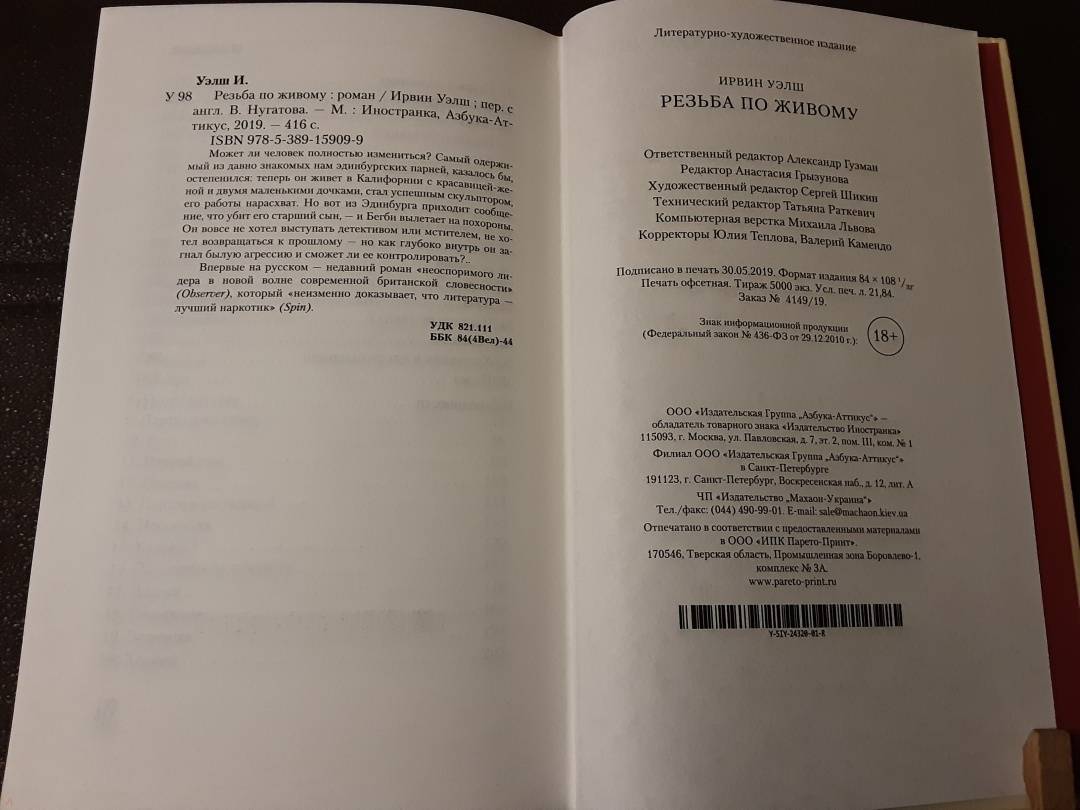 Уэлш И.
У 98 Резьба по живому : роман / Ирвин Уэлш ; пер. с
англ. В. Нугатова. — М. : Иностранка, Азбука-Ат-
тикус, 2019. — 416 с.
ISBN 978-5-389-15909-9
Может ли человек полностью измениться? Самый одержи-
мый из давно знакомых нам эдинбургских парней, казалось бы,
остепенился: теперь он живет в Калифорнии с красавицей-же-
ной и двумя маленькими дочками, стал успешным скульптором,
его работы нарасхват. Но вот из Эдинбурга приходит сообще-
ние, что убит его старший сын, — и Бегби вылетает на похороны.
Он вовсе не хотел выступать детективом или мстителем, не хо-
тел возвращаться к прошлому — но как глубоко внутрь он за-
гнал былую агрессию и сможет ли ее контролировать?..
Впервые на русском — недавний роман «неоспоримого ли-
дера в новой волне современной британской словесности»
(Observer), который «неизменно доказывает, что литература —
лучший наркотик» (Spin).
УДК 821.111
ББК 84(4Вел)-44
Литературно-художественное издание
ИРВИН УЭЛШ
РЕЗЬБА ПО ЖИВОМУ
Ответственный редактор Александр Гузман
Редактор Анастасия Грызунова
Художественный редактор Сергей Шикин
Технический редактор Татьяна Раткевич
Компьютерная верстка Михаила Львова
Корректоры Юлия Теплова, Валерий Камендо
Подписано в печать 30.05.2019. Формат издания 84 × 108 1/32.
Печать офсетная. Тираж 5000 экз. Усл. печ. л. 21,84.
Заказ № 4149/19.
Знак информационной продукции
(Федеральный закон № 436-ФЗ от 29.12.2010 г.): 18+
ООО «Издательская Группа „Азбука-Аттикус“» —
обладатель товарного знака «Издательство Иностранка»
115093, г. Москва, ул. Павловская, д. 7, эт. 2, пом. III, ком. № 1
Филиал ООО «Издательская Группа „Азбука-Аттикус“»
в Санкт-Петербурге
191123, г. Санкт-Петербург, Воскресенская наб., д. 12, лит. А
ЧП «Издательство „Махаон-Украина“»
Тел./факс: (044) 490-99-01. E-mail: sale@machaon.kiev.ua
Отпечатано в соответствии с предоставленными материалами
в ООО «ИПК Парето-Принт».
170546, Тверская область, Промышленная зона Боровлево-1,
комплекс № 3А.
www.pareto-print.ru
Y-SIY-24320-01-R